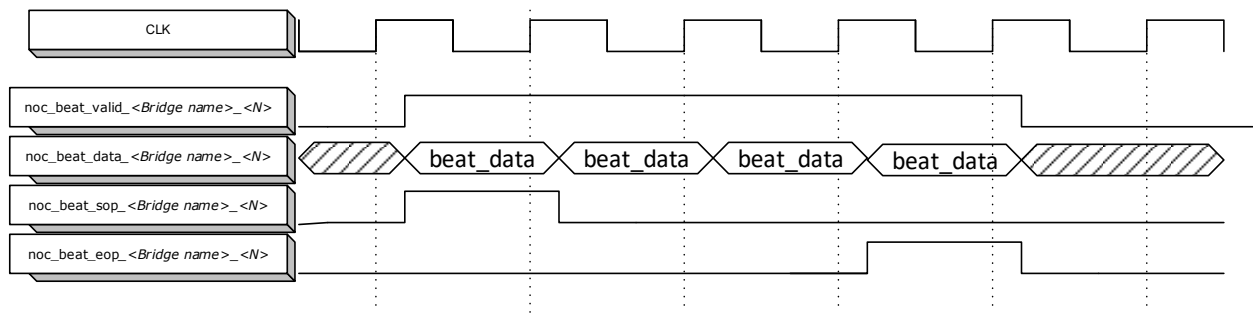 CLK
noc_beat_valid_<Bridge name>_<N>
noc_beat_data_<Bridge name>_<N>
beat_data
beat_data
beat_data
beat_data
noc_beat_sop_<Bridge name>_<N>
noc_beat_eop_<Bridge name>_<N>